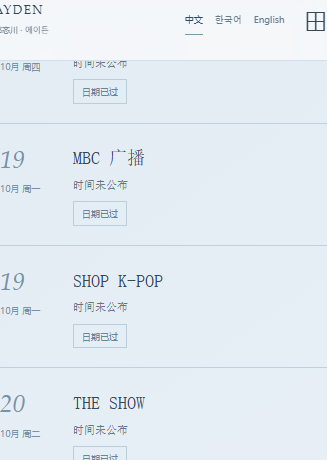 AYDEN
中文 한국어 English
川 · 에이든
10月 周四
时间未公布
日期已过
19
10月 周一
MBC 广播
时间未公布
日期已过
19
10月 周一
SHOP K-POP
时间未公布
日期已过
20
10月 周二
THE SHOW
时间未公布
日期已过